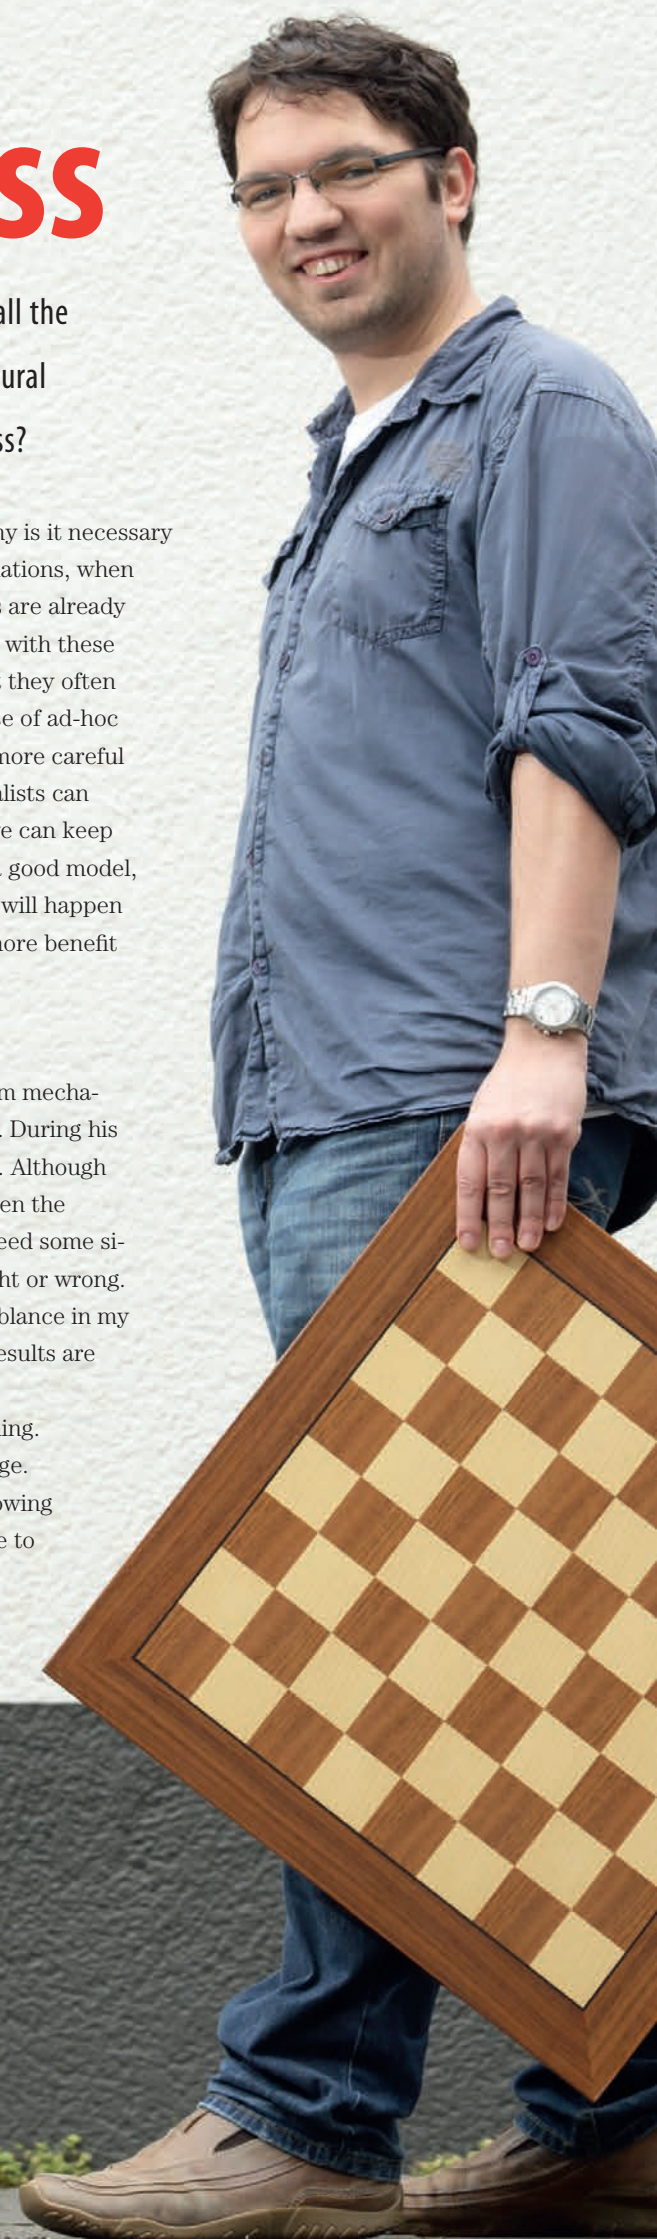 ss
all the
ural
ss?
ny is it necessary
ations, when
s are already
with these
they often
e of ad-hoc
more careful
alists can
e can keep
good model,
will happen
more benefit
m mecha-
. During his
. Although
en the
eed some si-
ht or wrong.
blance in my
esults are
ing.
ge.
owing
e to